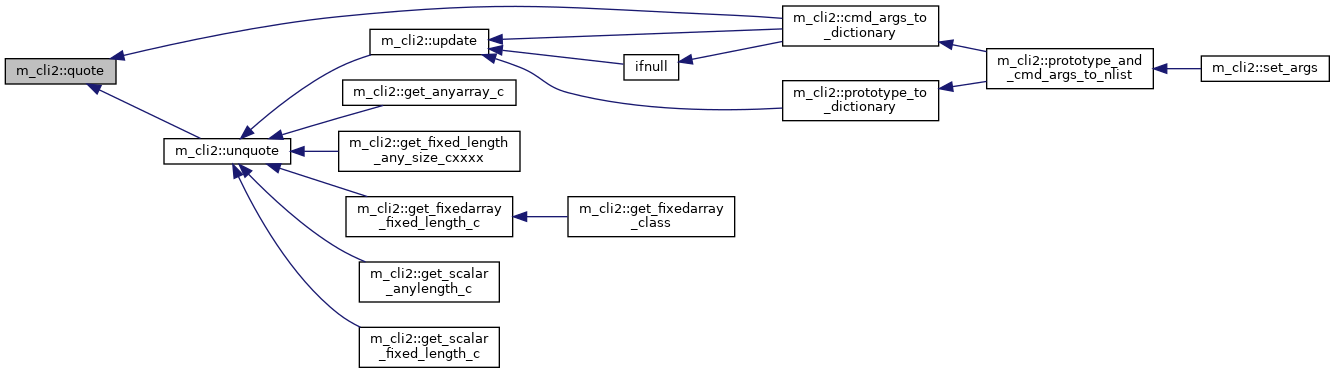 m_cli2::quote
m_cli2::unquote
m_cli2::update
m_cli2::get_anyarray_c
m_cli2::get_fixed_length
_any_size_cxxxx
m_cli2::get_fixedarray
_fixed_length_c
m_cli2::get_scalar
_anylength_c
m_cli2::get_scalar
_fixed_length_c
ifnull
m_cli2::get_fixedarray
_class
m_cli2::cmd_args_to
_dictionary
m_cli2::prototype_to
_dictionary
m_cli2::prototype_and
_cmd_args_to_nlist
m_cli2::set_args